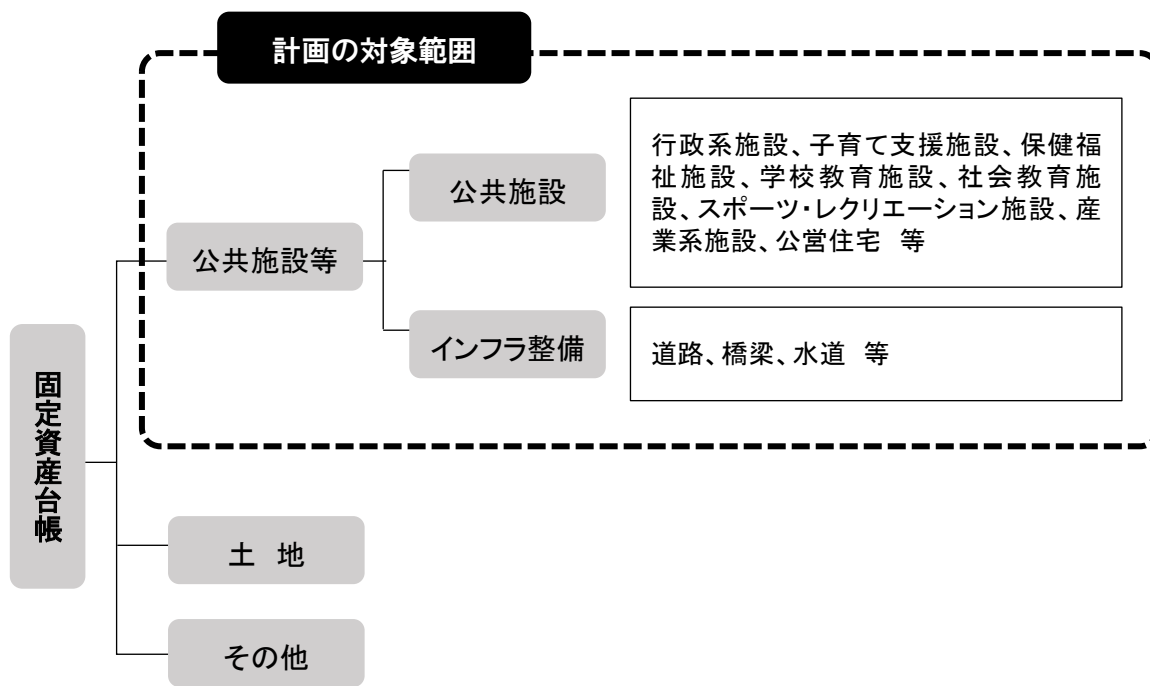 計画の対象範囲
公共施設
行政系施設、子育て支援施設、保健福
祉施設、学校教育施設、社会教育施
設、スポーツ・レクリエーション施設、産
業系施設、公営住宅　等
公共施設等
インフラ整備
道路、橋梁、水道　等
固定資産台帳
土　地
その他